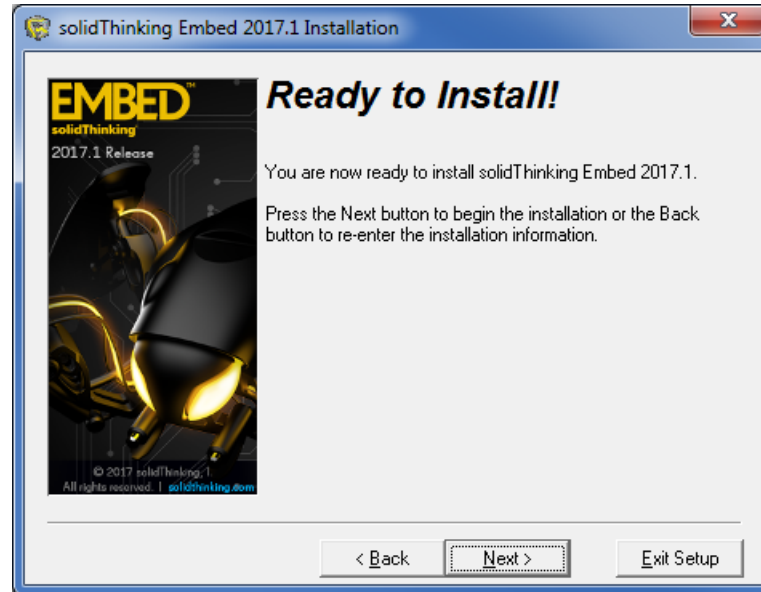 solidThinking Embed 2017.1 Installation
EMBED™
solidThinking
2017.1 Release
Ready to Install!
You are now ready to install solidThinking Embed 2017.1.
Press the Next button to begin the installation or the Back
button to re-enter the installation information.
© 2017 solidThinking, I.
All rights reserved. | solidthinking.com
< Back
Next >
Exit Setup